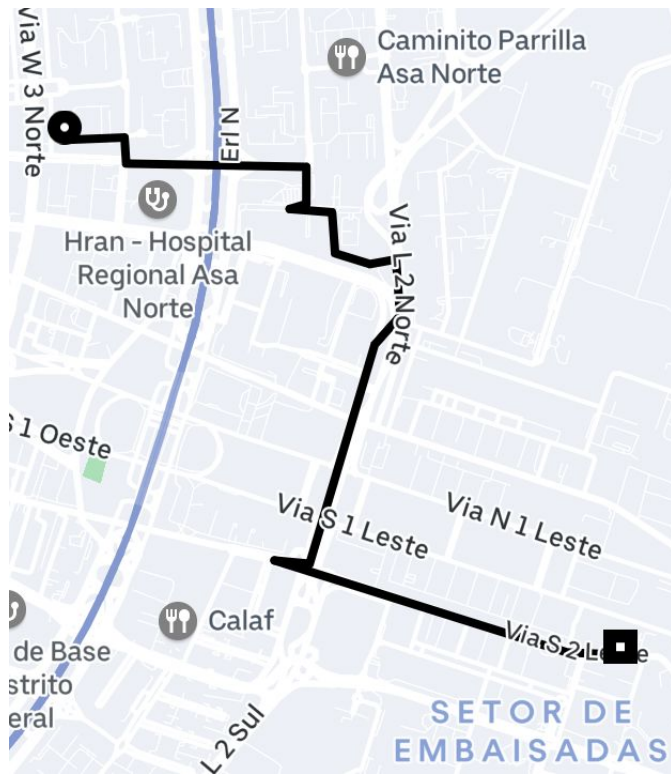 Via W 3 Norte
Caminito Parrilla
Asa Norte
Erl N
Hran - Hospital
Regional Asa
Norte
Via L 2 Norte
S 1 Oeste
Via S 1 Leste
Via N 1 Leste
Calaf
de Base
strito
eral
Via S 2 Leste
L 2 Sul
SETOR DE
EMBAISADAS